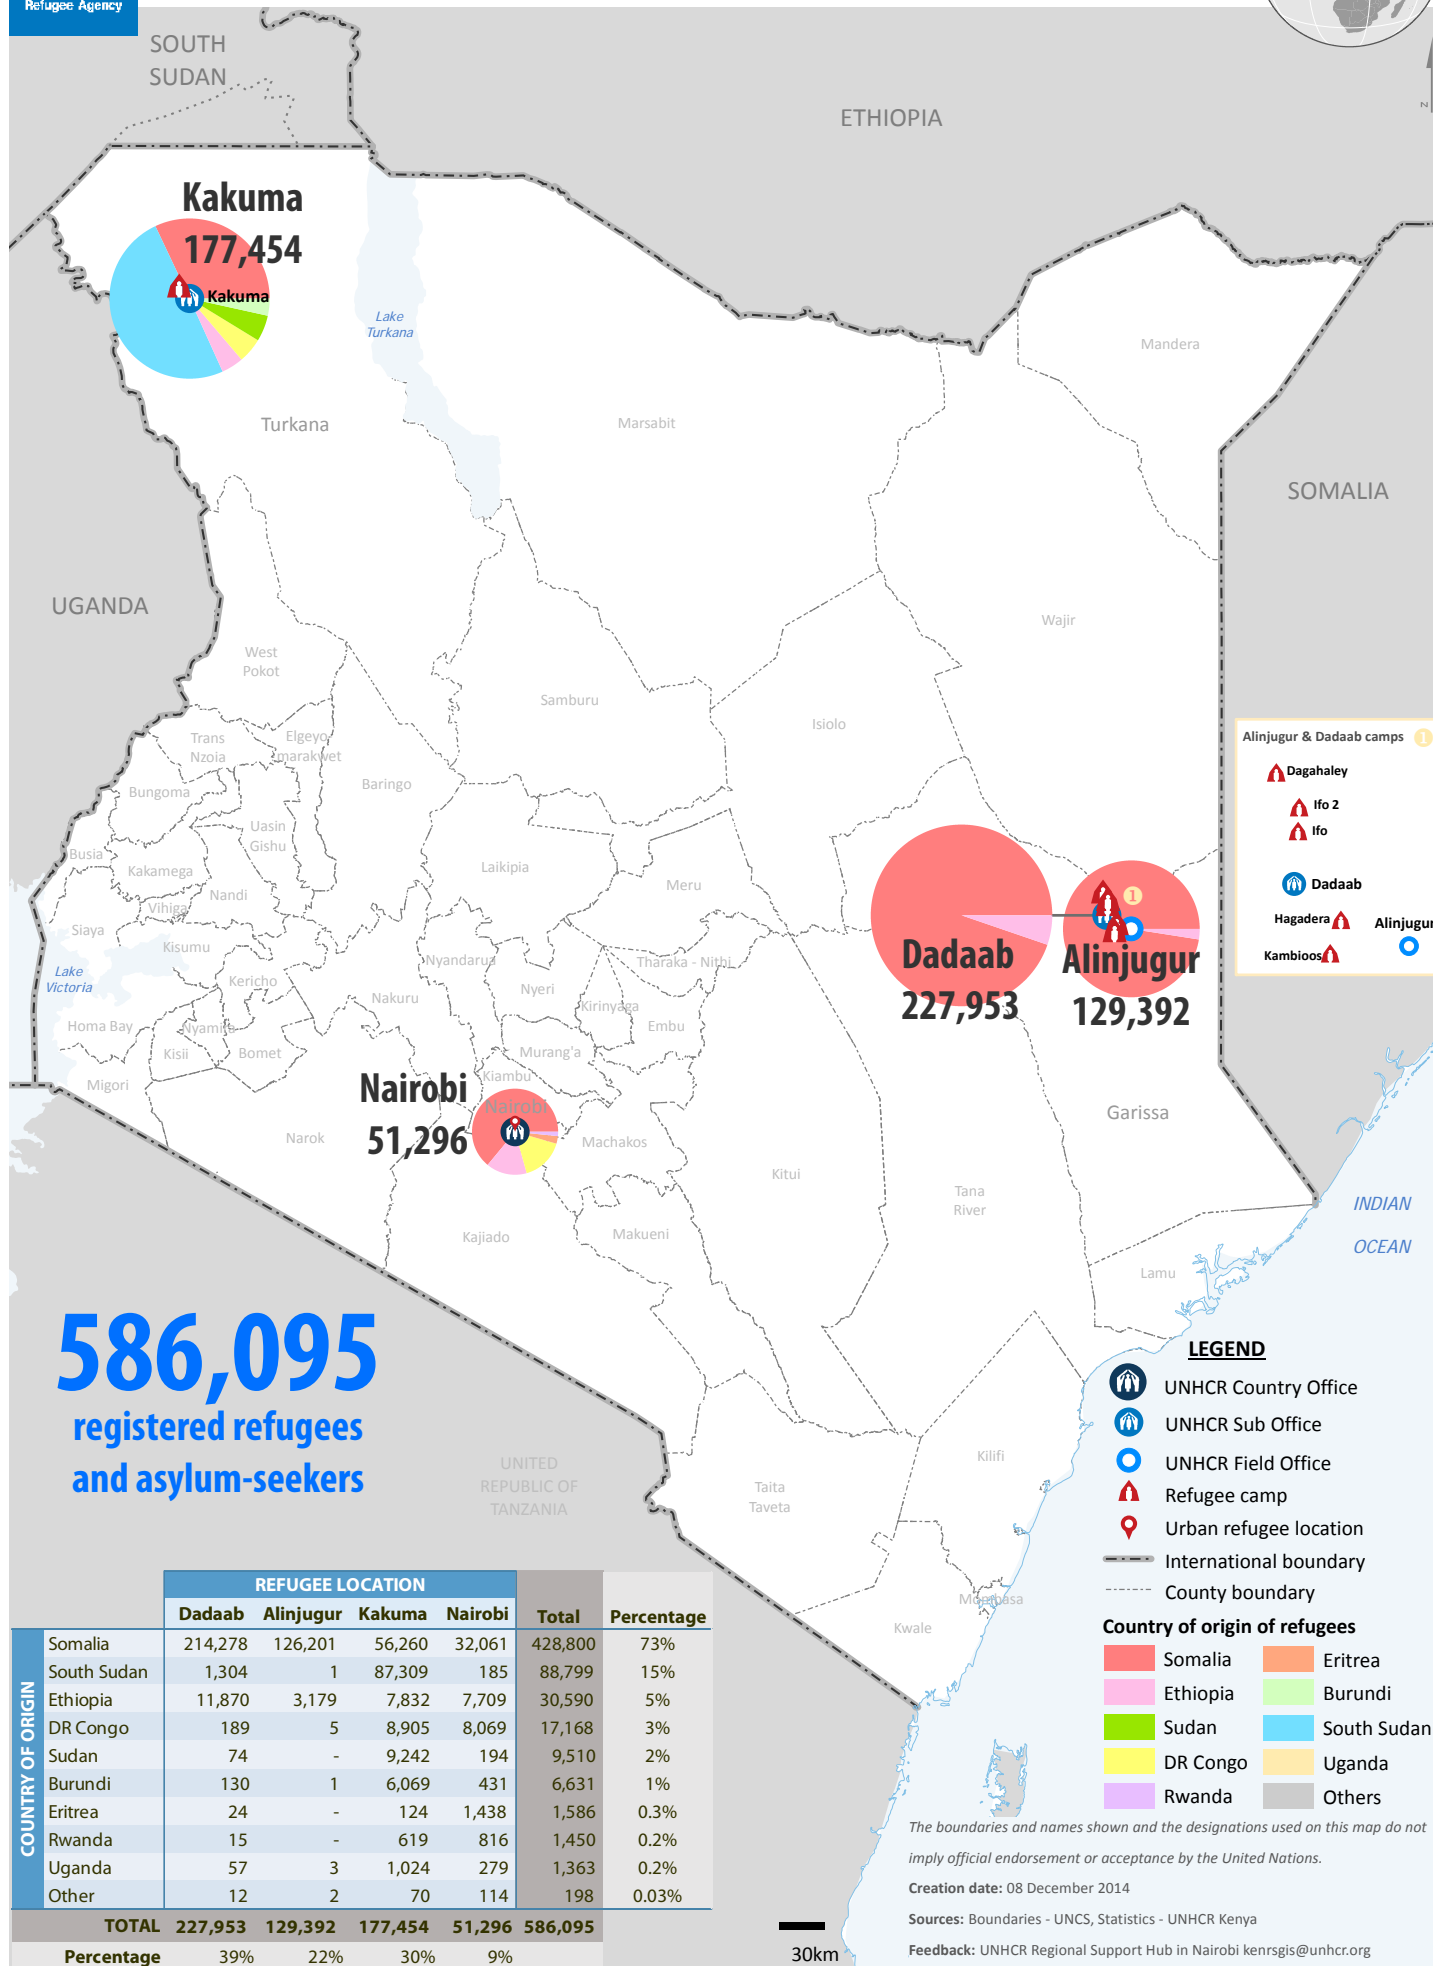 Refugee Agency
SOUTH
SUDAN
ETHIOPIA
N
Kakuma
177,454
Kakuma
Lake
Turkana
Mandera
Turkana
Marsabit
SOMALIA
UGANDA
Wajir
West
Pokot
Samburu
Isiolo
Trans
Nzoia
Elgeyo-
marakwet
Baringo
Bungoma
Uasin
Gishu
Busia
Kakamega
Laikipia
Meru
Nandi
Vihiga
Siaya
Kisumu
Nyandarua
Tharaka - Nithi
Lake
Victoria
Kericho
Nakuru
Nyeri
Kirinyaga
Embu
Homa Bay
Nyamira
Kisii
Bomet
Murang'a
Migori
Kiambu
Alinjugur & Dadaab camps 1
Dagahaley
Ifo 2
Ifo
Dadaab
Hagadera
Alinjugur
Kambioos
1
Dadaab
227,953
Alinjugur
129,392
Nairobi
51,296
Nairobi
Narok
Machakos
Garissa
Kitui
Tana
River
Kajiado
Makueni
Lamu
INDIAN
OCEAN
586,095
registered refugees
and asylum-seekers
UNITED
REPUBLIC OF
TANZANIA
Taita
Taveta
Kilifi
Mombasa
Kwale
LEGEND
UNHCR Country Office
UNHCR Sub Office
UNHCR Field Office
Refugee camp
Urban refugee location
International boundary
County boundary
Country of origin of refugees
Somalia Eritrea
Ethiopia Burundi
Sudan South Sudan
DR Congo Uganda
Rwanda Others
REFUGEE LOCATION
Dadaab Alinjugur Kakuma Nairobi Total Percentage
COUNTRY OF ORIGIN
Somalia 214,278 126,201 56,260 32,061 428,800 73%
South Sudan 1,304 1 87,309 185 88,799 15%
Ethiopia 11,870 3,179 7,832 7,709 30,590 5%
DR Congo 189 5 8,905 8,069 17,168 3%
Sudan 74 - 9,242 194 9,510 2%
Burundi 130 1 6,069 431 6,631 1%
Eritrea 24 - 124 1,438 1,586 0.3%
Rwanda 15 - 619 816 1,450 0.2%
Uganda 57 3 1,024 279 1,363 0.2%
Other 12 2 70 114 198 0.03%
TOTAL 227,953 129,392 177,454 51,296 586,095
Percentage 39% 22% 30% 9%
30km
The boundaries and names shown and the designations used on this map do not
imply official endorsement or acceptance by the United Nations.
Creation date: 08 December 2014
Sources: Boundaries - UNCS, Statistics - UNHCR Kenya
Feedback: UNHCR Regional Support Hub in Nairobi kenrsgis@unhcr.org